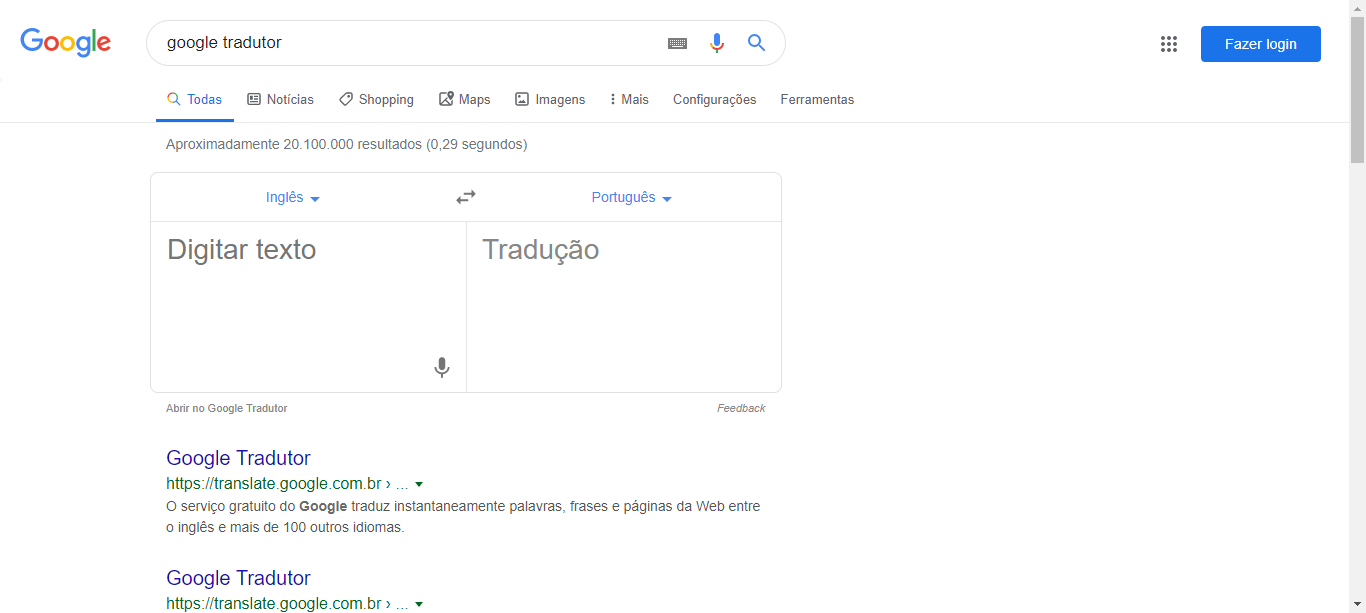 Google
google tradutor
Fazer login
Todas Notícias Shopping Maps Imagens Mais Configurações Ferramentas
Aproximadamente 20.100.000 resultados (0,29 segundos)
Inglês Português
Digitar texto Tradução
Abrir no Google Tradutor Feedback
Google Tradutor
https://translate.google.com.br › ...
O serviço gratuito do Google traduz instantaneamente palavras, frases e páginas da Web entre
o inglês e mais de 100 outros idiomas.
Google Tradutor
https://translate.google.com.br › ...